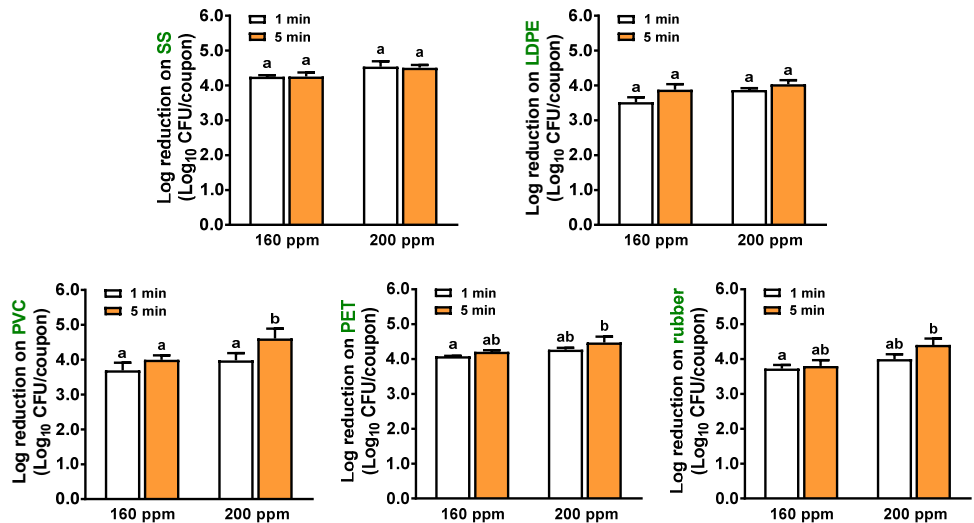 Log reduction on SS
(Log10 CFU/coupon)
6.0
5.0
4.0
3.0
2.0
1.0
0.0
1 min
5 min
a
a
a
a
160 ppm
200 ppm
Log reduction on LDPE
(Log10 CFU/coupon)
6.0
5.0
4.0
3.0
2.0
1.0
0.0
1 min
5 min
a
a
a
a
160 ppm
200 ppm
Log reduction on PVC
(Log10 CFU/coupon)
6.0
5.0
4.0
3.0
2.0
1.0
0.0
1 min
5 min
a
a
a
b
160 ppm
200 ppm
Log reduction on PET
(Log10 CFU/coupon)
6.0
5.0
4.0
3.0
2.0
1.0
0.0
1 min
5 min
a
ab
ab
b
160 ppm
200 ppm
Log reduction on rubber
(Log10 CFU/coupon)
6.0
5.0
4.0
3.0
2.0
1.0
0.0
1 min
5 min
a
ab
ab
b
160 ppm
200 ppm